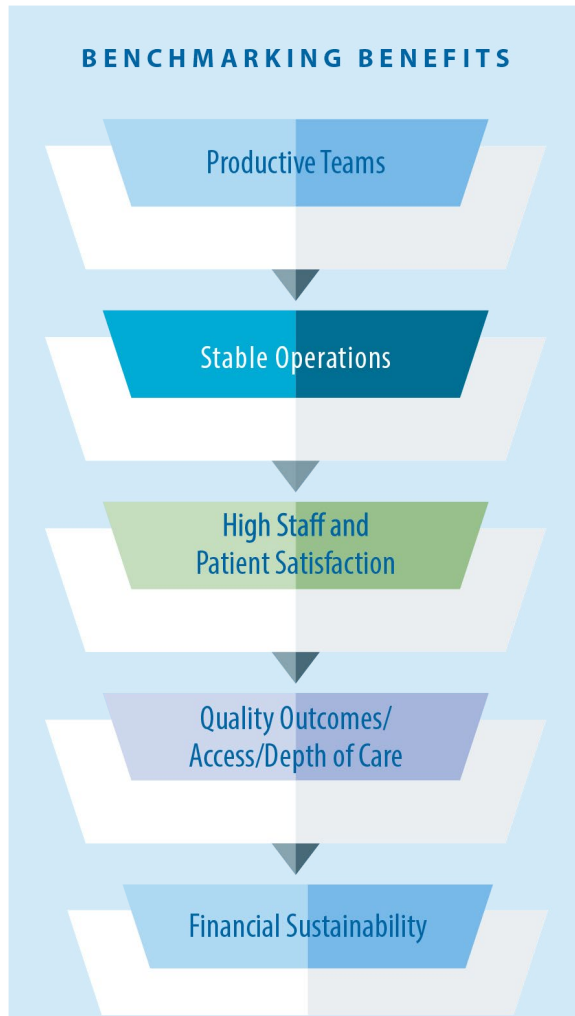 BENCHMARKING BENEFITS
Productive Teams
Stable Operations
High Staff and
Patient Satisfaction
Quality Outcomes/
Access/Depth of Care
Financial Sustainability